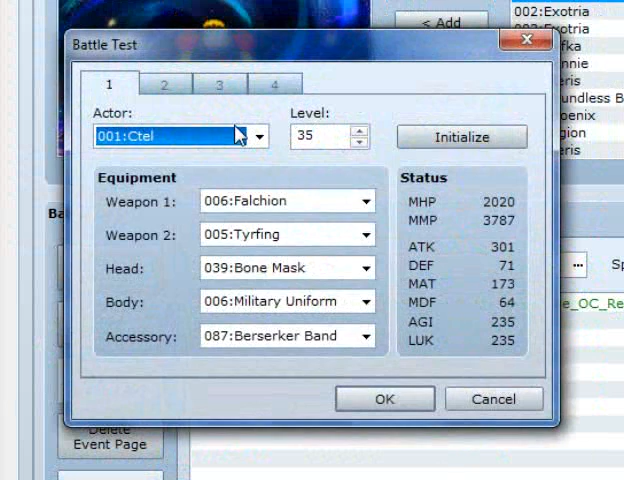 < Add
002:Exotria
003:Exotria
Battle Test
1
2
3
4
Actor:
Level:
001:Ctel
35
Initialize
Equipment
Weapon 1:
006:Falchion
Weapon 2:
005:Tyrfing
Head:
039:Bone Mask
Body:
006:Military Uniform
Accessory:
087:Berserker Band
Status
MHP 2020
MMP 3787
ATK 301
DEF 71
MAT 173
MDF 64
AGI 235
LUK 235
OK
Cancel
Delete
Event Page